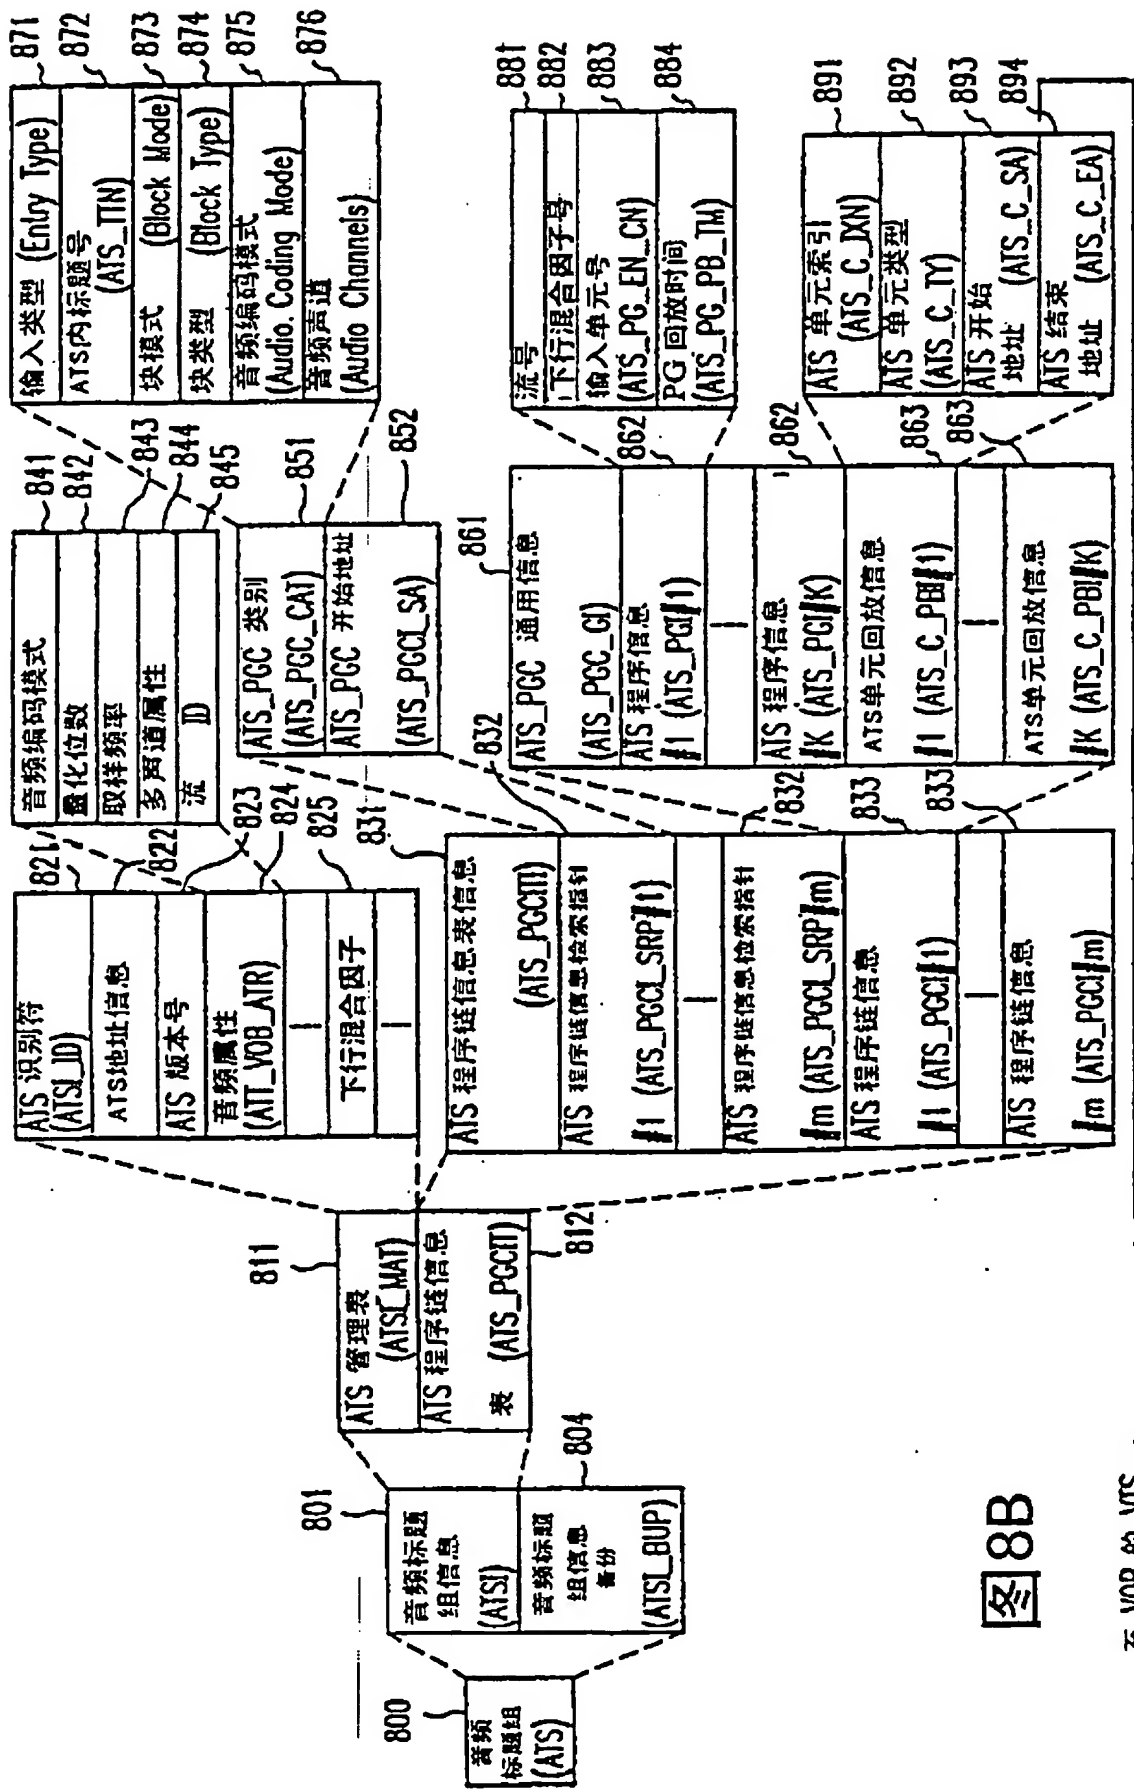 871
872
873
874
875
876
输入类型 (Entry Type)
ATS内标题号
(ATS_TTN)
块模式 (Block Mode)
块类型 (Block Type)
音频编码模式
(Audio.Coding Mode)
音频声道
(Audio Channels)
881
882
883
884
流号
下行混合因子号
输入单元号
(ATS_PG_EN_CN)
PG 回放时间
(ATS_PG_PB_TM)
891
892
893
894
ATS 单元索引
(ATS_C_IXN)
ATS 单元类型
(ATS_C_TY)
ATS 开始
地址 (ATS_C_SA)
ATS 结束
地址 (ATS_C_EA)
841
842
843
844
845
音频编码模式
量化位数
取样频率
多声道属性
流 ID
851
852
ATS_PGC 类别
(ATS_PGC_CAT)
ATS_PGC 开始地址
(ATS_PGCI_SA)
861
862
862
863
863
ATS_PGC 通用信息
(ATS_PGC_GI)
ATS 程序信息
#1 (ATS_PGI#1)
ATS 程序信息
#K (ATS_PGI#K)
ATS单元回放信息
#1 (ATS_C_PBI#1)
ATS单元回放信息
#K (ATS_C_PBI#K)
821
822
823
824
825
ATS 识别符
(ATSI_ID)
ATS地址信息
ATS 版本号
音频属性
(ATT_VOB_ATR)
下行混合因子
831
832
832
833
833
ATS 程序链信息表信息
(ATS_PGCITI)
ATS 程序链信息检索指针
#1 (ATS_PGCI_SRP#1)
ATS 程序链信息检索指针
#m (ATS_PGCI_SRP#m)
ATS 程序链信息
#1 (ATS_PGCI#1)
ATS 程序链信息
#m (ATS_PGCI#m)
811
812
ATS 管理表
(ATSI_MAT)
ATS 程序链信息
表 (ATS_PGCIT)
801
804
音频标题
组信息
(ATSI)
音频标题
组信息
备份
(ATSI_BUP)
800
音频
标题组
(ATS)
图8B